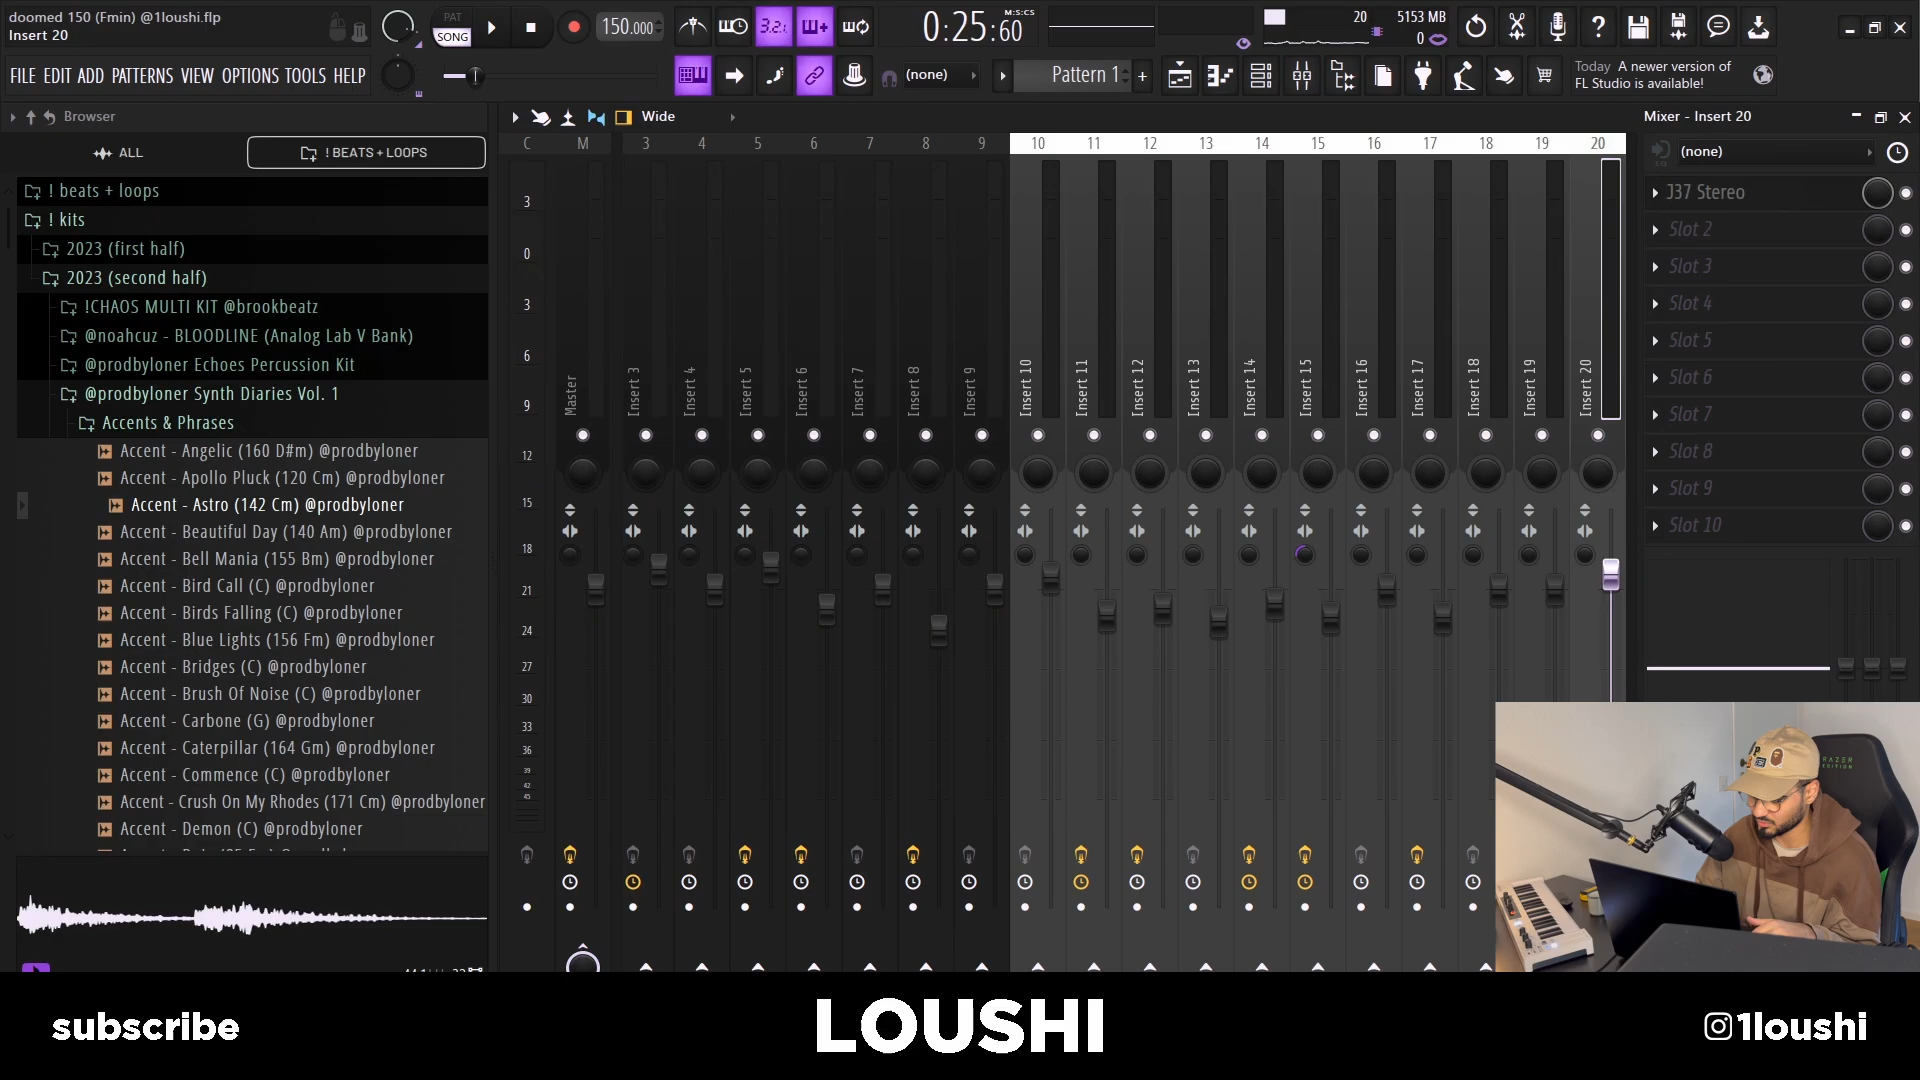 doomed 150 (Fmin) @1loushi.flp
Insert 20
PAT
SONG
150.000
3.2.1
0:25:60
M:S:CS
20
5153 MB
0
FILE EDIT ADD PATTERNS VIEW OPTIONS TOOLS HELP
(none)
Pattern 1
Today A newer version of
FL Studio is available!
Browser
Wide
Mixer - Insert 20
ALL
! BEATS + LOOPS
C M 3 4 5 6 7 8 9 10 11 12 13 14 15 16 17 18 19 20
(none)
! beats + loops
! kits
2023 (first half)
2023 (second half)
!CHAOS MULTI KIT @brookbeatz
@noahcuz - BLOODLINE (Analog Lab V Bank)
@prodbyloner Echoes Percussion Kit
@prodbyloner Synth Diaries Vol. 1
Accents & Phrases
Accent - Angelic (160 D#m) @prodbyloner
Accent - Apollo Pluck (120 Cm) @prodbyloner
Accent - Astro (142 Cm) @prodbyloner
Accent - Beautiful Day (140 Am) @prodbyloner
Accent - Bell Mania (155 Bm) @prodbyloner
Accent - Bird Call (C) @prodbyloner
Accent - Birds Falling (C) @prodbyloner
Accent - Blue Lights (156 Fm) @prodbyloner
Accent - Bridges (C) @prodbyloner
Accent - Brush Of Noise (C) @prodbyloner
Accent - Carbone (G) @prodbyloner
Accent - Caterpillar (164 Gm) @prodbyloner
Accent - Commence (C) @prodbyloner
Accent - Crush On My Rhodes (171 Cm) @prodbyloner
Accent - Demon (C) @prodbyloner
3
0
3
6
9
12
15
18
21
24
27
30
33
36
39
42
45
Master
Insert 3
Insert 4
Insert 5
Insert 6
Insert 7
Insert 8
Insert 9
Insert 10
Insert 11
Insert 12
Insert 13
Insert 14
Insert 15
Insert 16
Insert 17
Insert 18
Insert 19
Insert 20
J37 Stereo
Slot 2
Slot 3
Slot 4
Slot 5
Slot 6
Slot 7
Slot 8
Slot 9
Slot 10
RAZER
EDITION
subscribe
LOUSHI
1loushi